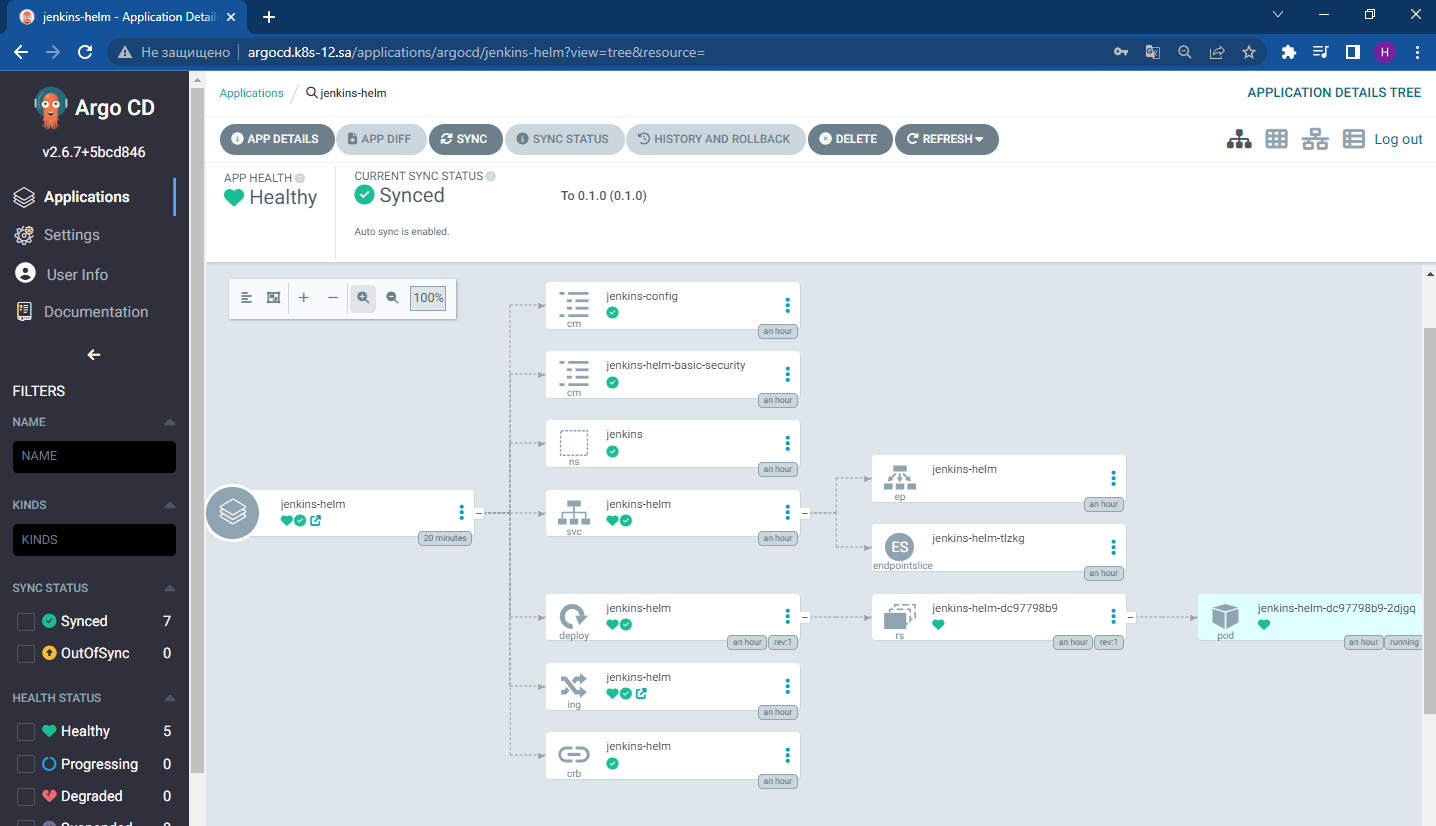 jenkins-helm - Application Detail
Не защищено
argocd.k8s-12.sa/applications/argocd/jenkins-helm?view=tree&resource=
H
Argo CD
v2.6.7+5bcd846
Applications
Settings
User Info
Documentation
FILTERS
NAME
NAME
KINDS
KINDS
SYNC STATUS
Synced 7
OutOfSync 0
HEALTH STATUS
Healthy 5
Progressing 0
Degraded 0
Suspended 0
Applications / jenkins-helm
APPLICATION DETAILS TREE
APP DETAILS
APP DIFF
SYNC
SYNC STATUS
HISTORY AND ROLLBACK
DELETE
REFRESH
Log out
APP HEALTH
Healthy
CURRENT SYNC STATUS
Synced
To 0.1.0 (0.1.0)
Auto sync is enabled.
100%
jenkins-helm
20 minutes
jenkins-config
cm
an hour
jenkins-helm-basic-security
cm
an hour
jenkins
ns
an hour
jenkins-helm
svc
an hour
jenkins-helm
ep
an hour
jenkins-helm-tlzkg
ES
endpointslice
an hour
jenkins-helm
deploy
an hour rev:1
jenkins-helm-dc97798b9
rs
an hour rev:1
jenkins-helm-dc97798b9-2djgq
pod
an hour running
jenkins-helm
ing
an hour
jenkins-helm
crb
an hour